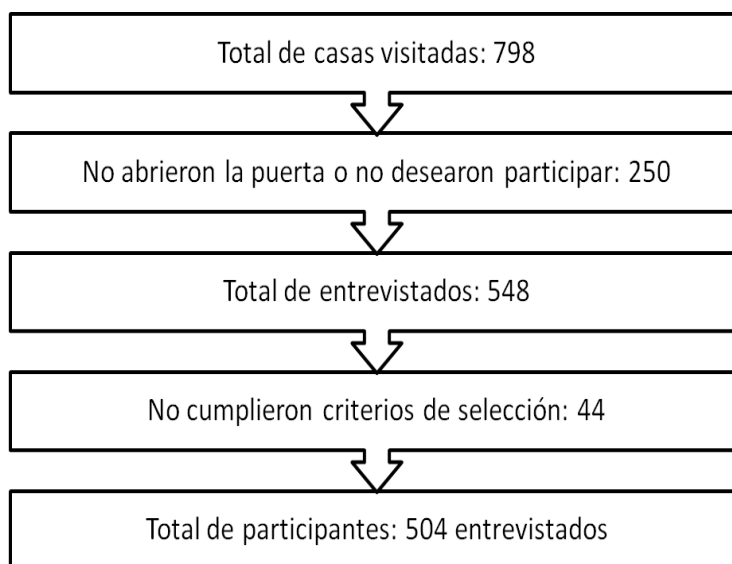 Total de casas visitadas: 798
No abrieron la puerta o no desearon participar: 250
Total de entrevistados: 548
No cumplieron criterios de selección: 44
Total de participantes: 504 entrevistados